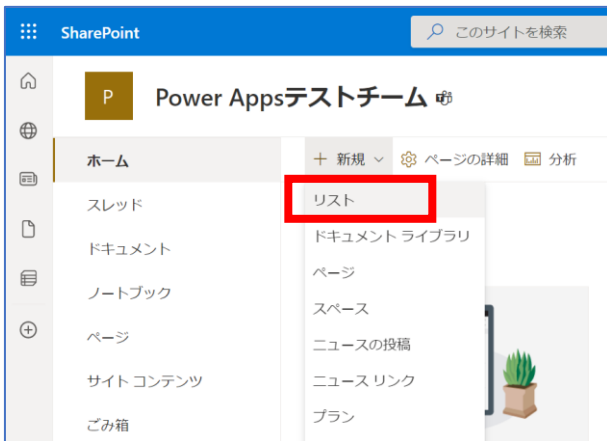 SharePoint
このサイトを検索
P
Power Appsテストチーム
ホーム
スレッド
ドキュメント
ノートブック
ページ
サイト コンテンツ
ごみ箱
新規
ページの詳細
分析
リスト
ドキュメント ライブラリ
ページ
スペース
ニュースの投稿
ニュース リンク
プラン